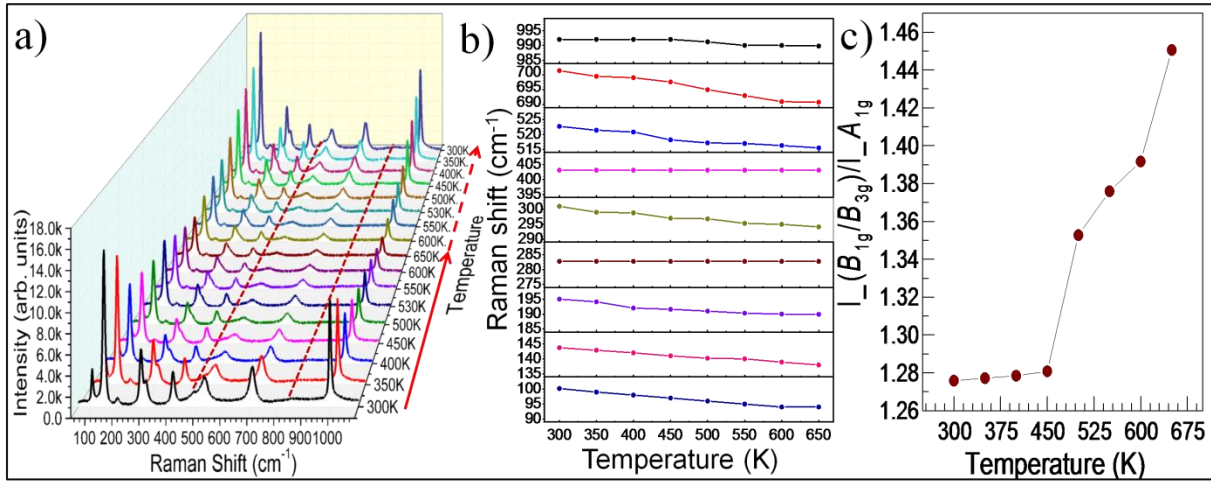 a)
Intensity (arb. units)
18.0k
16.0k
14.0k
12.0k
10.0k
8.0k
6.0k
4.0k
2.0k
0.0
100 200 300 400 500 600 700 800 900 1000
Raman Shift (cm-1)
300K.
350K.
400K.
450K.
500K.
530K.
550K.
600K.
650K
600K
550K
530K
500K
450K
400K
350K
300K
Temperature
b)
Raman shift (cm-1)
995
990
985
700
690
525
515
405
400
395
300
295
290
285
280
275
195
190
185
145
140
135
100
95
90
300 350 400 450 500 550 600 650
Temperature (K)
c)
I_(B1g/B3g)/I_A1g
1.46
1.44
1.42
1.40
1.38
1.36
1.34
1.32
1.30
1.28
1.26
300 375 450 525 600 675
Temperature (K)